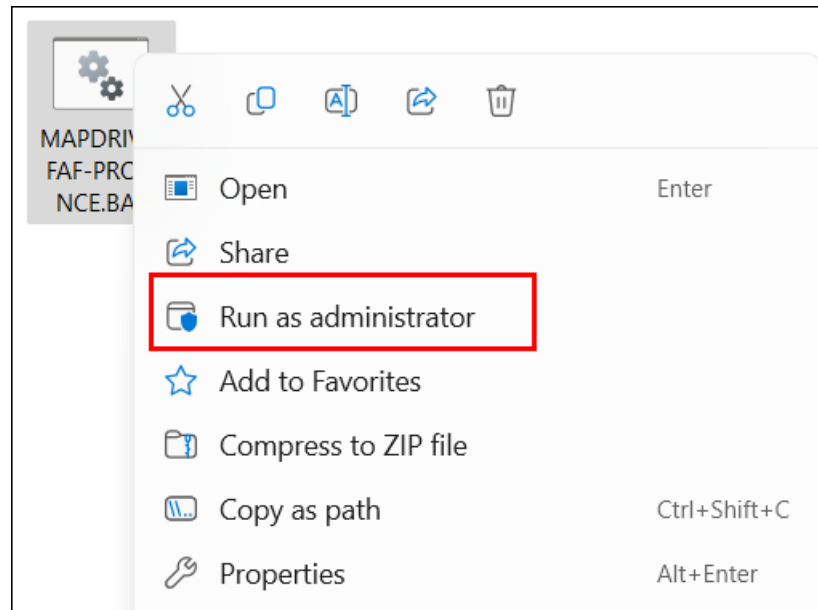 MAPDRIV
FAF-PRO
NCE.BA
Open Enter
Share
Run as administrator
Add to Favorites
Compress to ZIP file
Copy as path Ctrl+Shift+C
Properties Alt+Enter